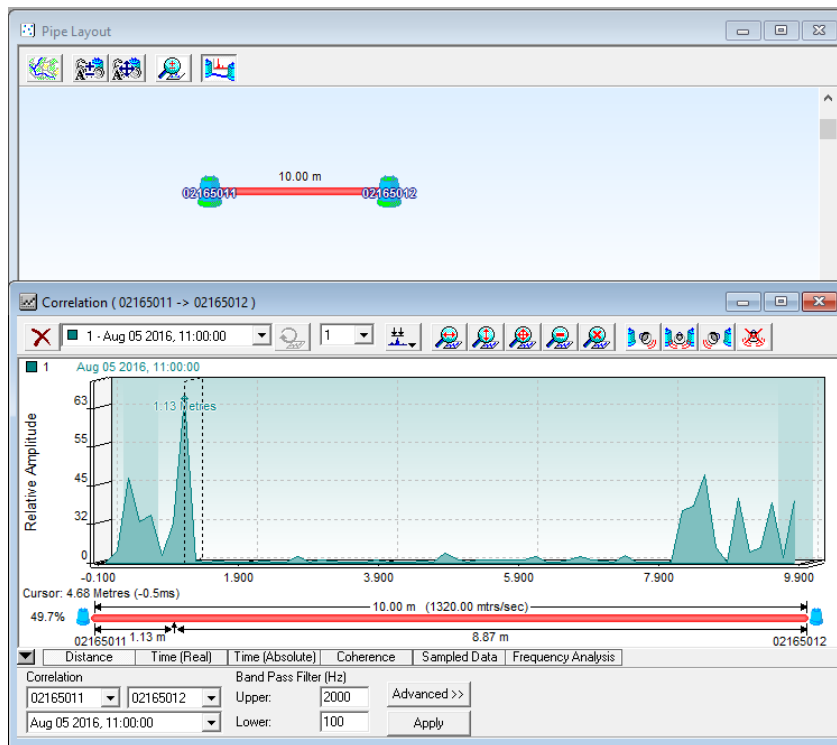 Pipe Layout
10.00 m
02165011
02165012
Correlation ( 02165011 -> 02165012 )
1 - Aug 05 2016, 11:00:00
1
1 Aug 05 2016, 11:00:00
Relative Amplitude
63
55
45
32
0
1.13 Metres
-0.100 1.900 3.900 5.900 7.900 9.900
Cursor: 4.68 Metres (-0.5ms)
10.00 m (1320.00 mtrs/sec)
49.7%
02165011 1.13 m 8.87 m 02165012
Distance Time (Real) Time (Absolute) Coherence Sampled Data Frequency Analysis
Correlation Band Pass Filter (Hz)
02165011 02165012 Upper: 2000 Advanced >>
Aug 05 2016, 11:00:00 Lower: 100 Apply